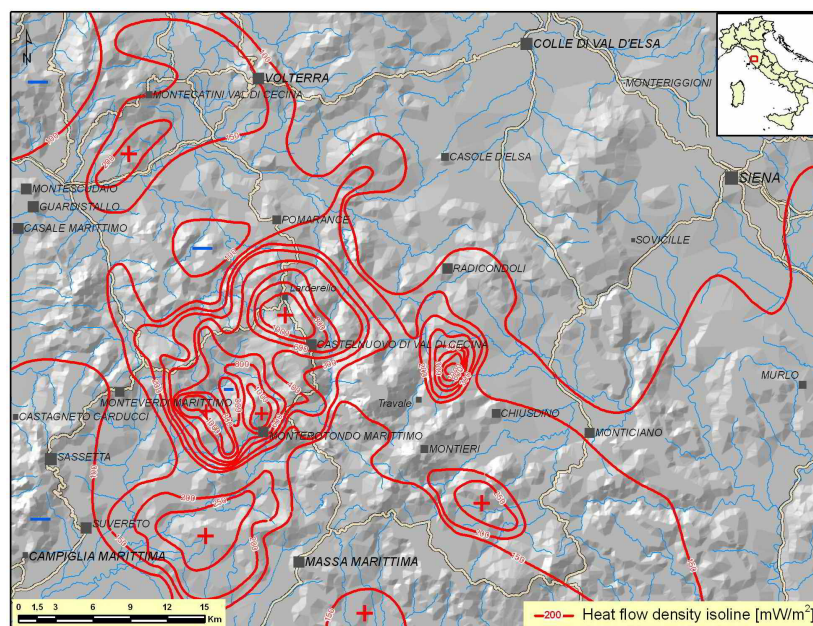 N
COLLE DI VAL D'ELSA
VOLTERRA
MONTERIGGIONI
MONTECATINI VAL DI CECINA
CASOLE D'ELSA
SIENA
MONTESCUDAIO
GUARDISTALLO
CASALE MARITTIMO
POMARANCE
SOVICILLE
RADICONDOLI
Larderello
CASTELNUOVO DI VAL DI CECINA
MURLO
MONTEVERDI MARITTIMO
Travale
CASTAGNETO CARDUCCI
CHIUSDINO
MONTEROTONDO MARITTIMO
MONTICIANO
MONTIERI
SASSETTA
SUVERETO
CAMPIGLIA MARITTIMA
MASSA MARITTIMA
0 1,5 3 6 9 12 15
Km
200 Heat flow density isoline [mW/m²]